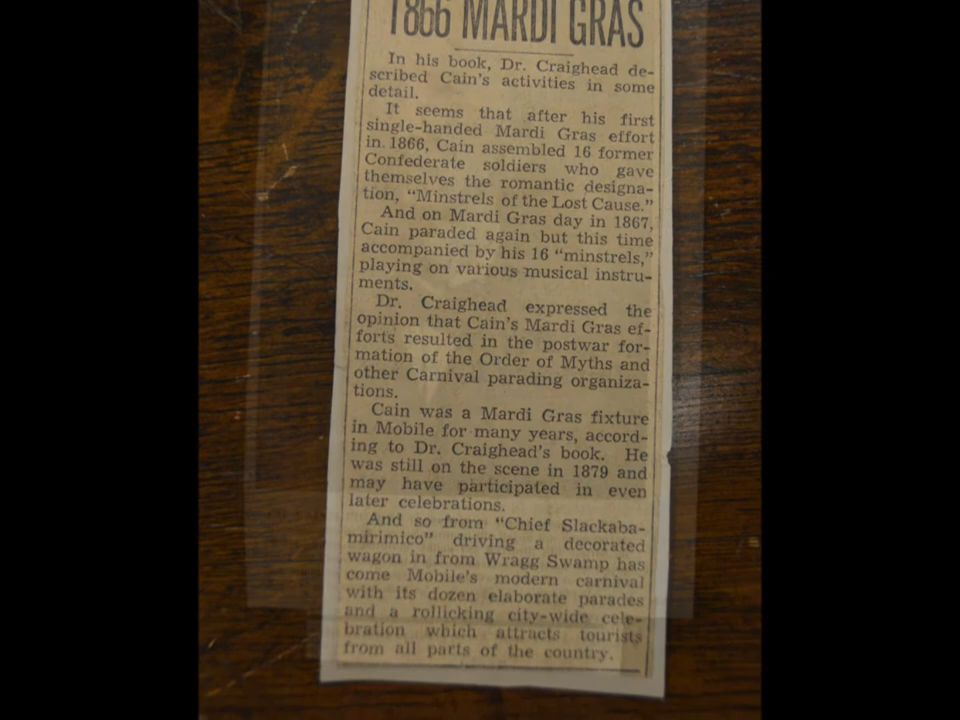 1866 MARDI GRAS
In his book, Dr. Craighead de-
scribed Cain's activities in some
detail.
It seems that after his first
single-handed Mardi Gras effort
in 1866, Cain assembled 16 former
Confederate soldiers who gave
themselves the romantic designa-
tion, "Minstrels of the Lost Cause."
And on Mardi Gras day in 1867,
Cain paraded again but this time
accompanied by his 16 "minstrels,"
playing on various musical instru-
ments.
Dr. Craighead expressed the
opinion that Cain's Mardi Gras ef-
forts resulted in the postwar for-
mation of the Order of Myths and
other Carnival parading organiza-
tions.
Cain was a Mardi Gras fixture
in Mobile for many years, accord-
ing to Dr. Craighead's book. He
was still on the scene in 1879 and
may have participated in even
later celebrations.
And so from "Chief Slackaba-
mirimico" driving a decorated
wagon in from Wragg Swamp has
come Mobile's modern carnival
with its dozen elaborate parades
and a rollicking city-wide cele-
bration which attracts tourists
from all parts of the country.